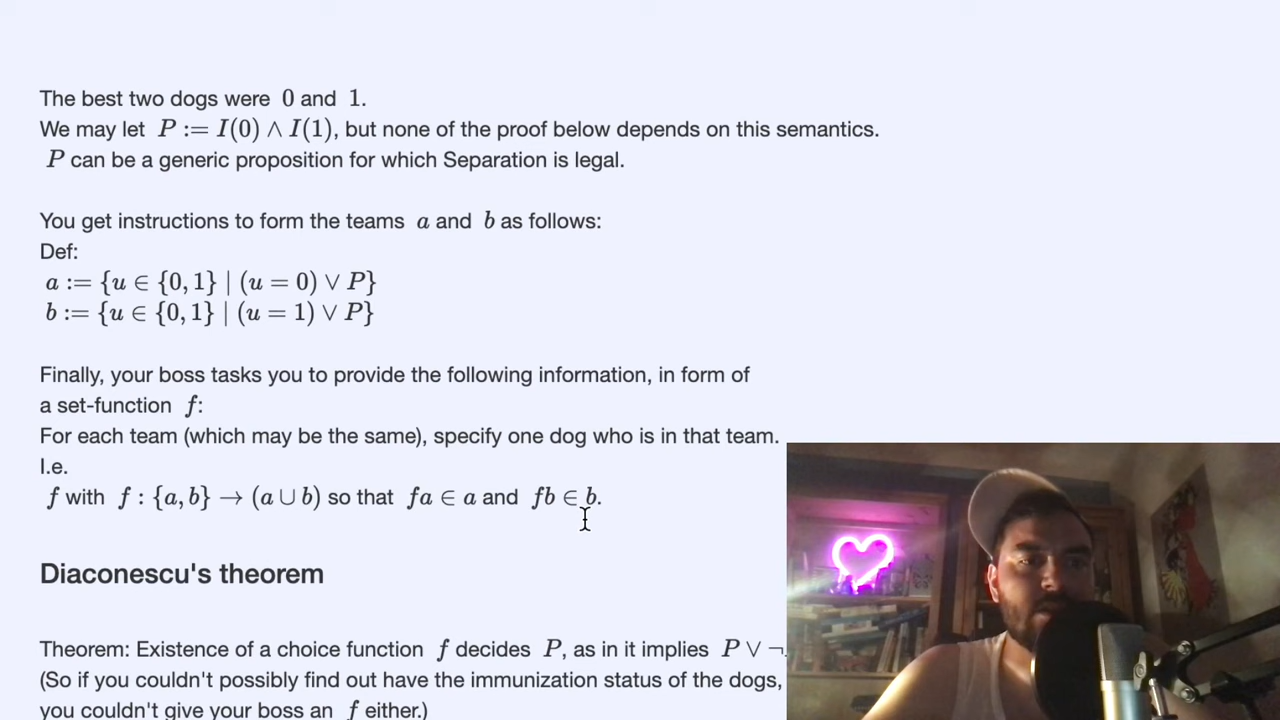 The best two dogs were 0 and 1.
We may let P := I(0) ∧ I(1), but none of the proof below depends on this semantics.
P can be a generic proposition for which Separation is legal.
You get instructions to form the teams a and b as follows:
Def:
a := {u ∈ {0, 1} | (u = 0) ∨ P}
b := {u ∈ {0, 1} | (u = 1) ∨ P}
Finally, your boss tasks you to provide the following information, in form of
a set-function f:
For each team (which may be the same), specify one dog who is in that team.
I.e.
f with f : {a, b} → (a ∪ b) so that fa ∈ a and fb ∈ b.
Diaconescu's theorem
Theorem: Existence of a choice function f decides P, as in it implies P ∨ ¬
(So if you couldn't possibly find out have the immunization status of the dogs,
you couldn't give your boss an f either.)